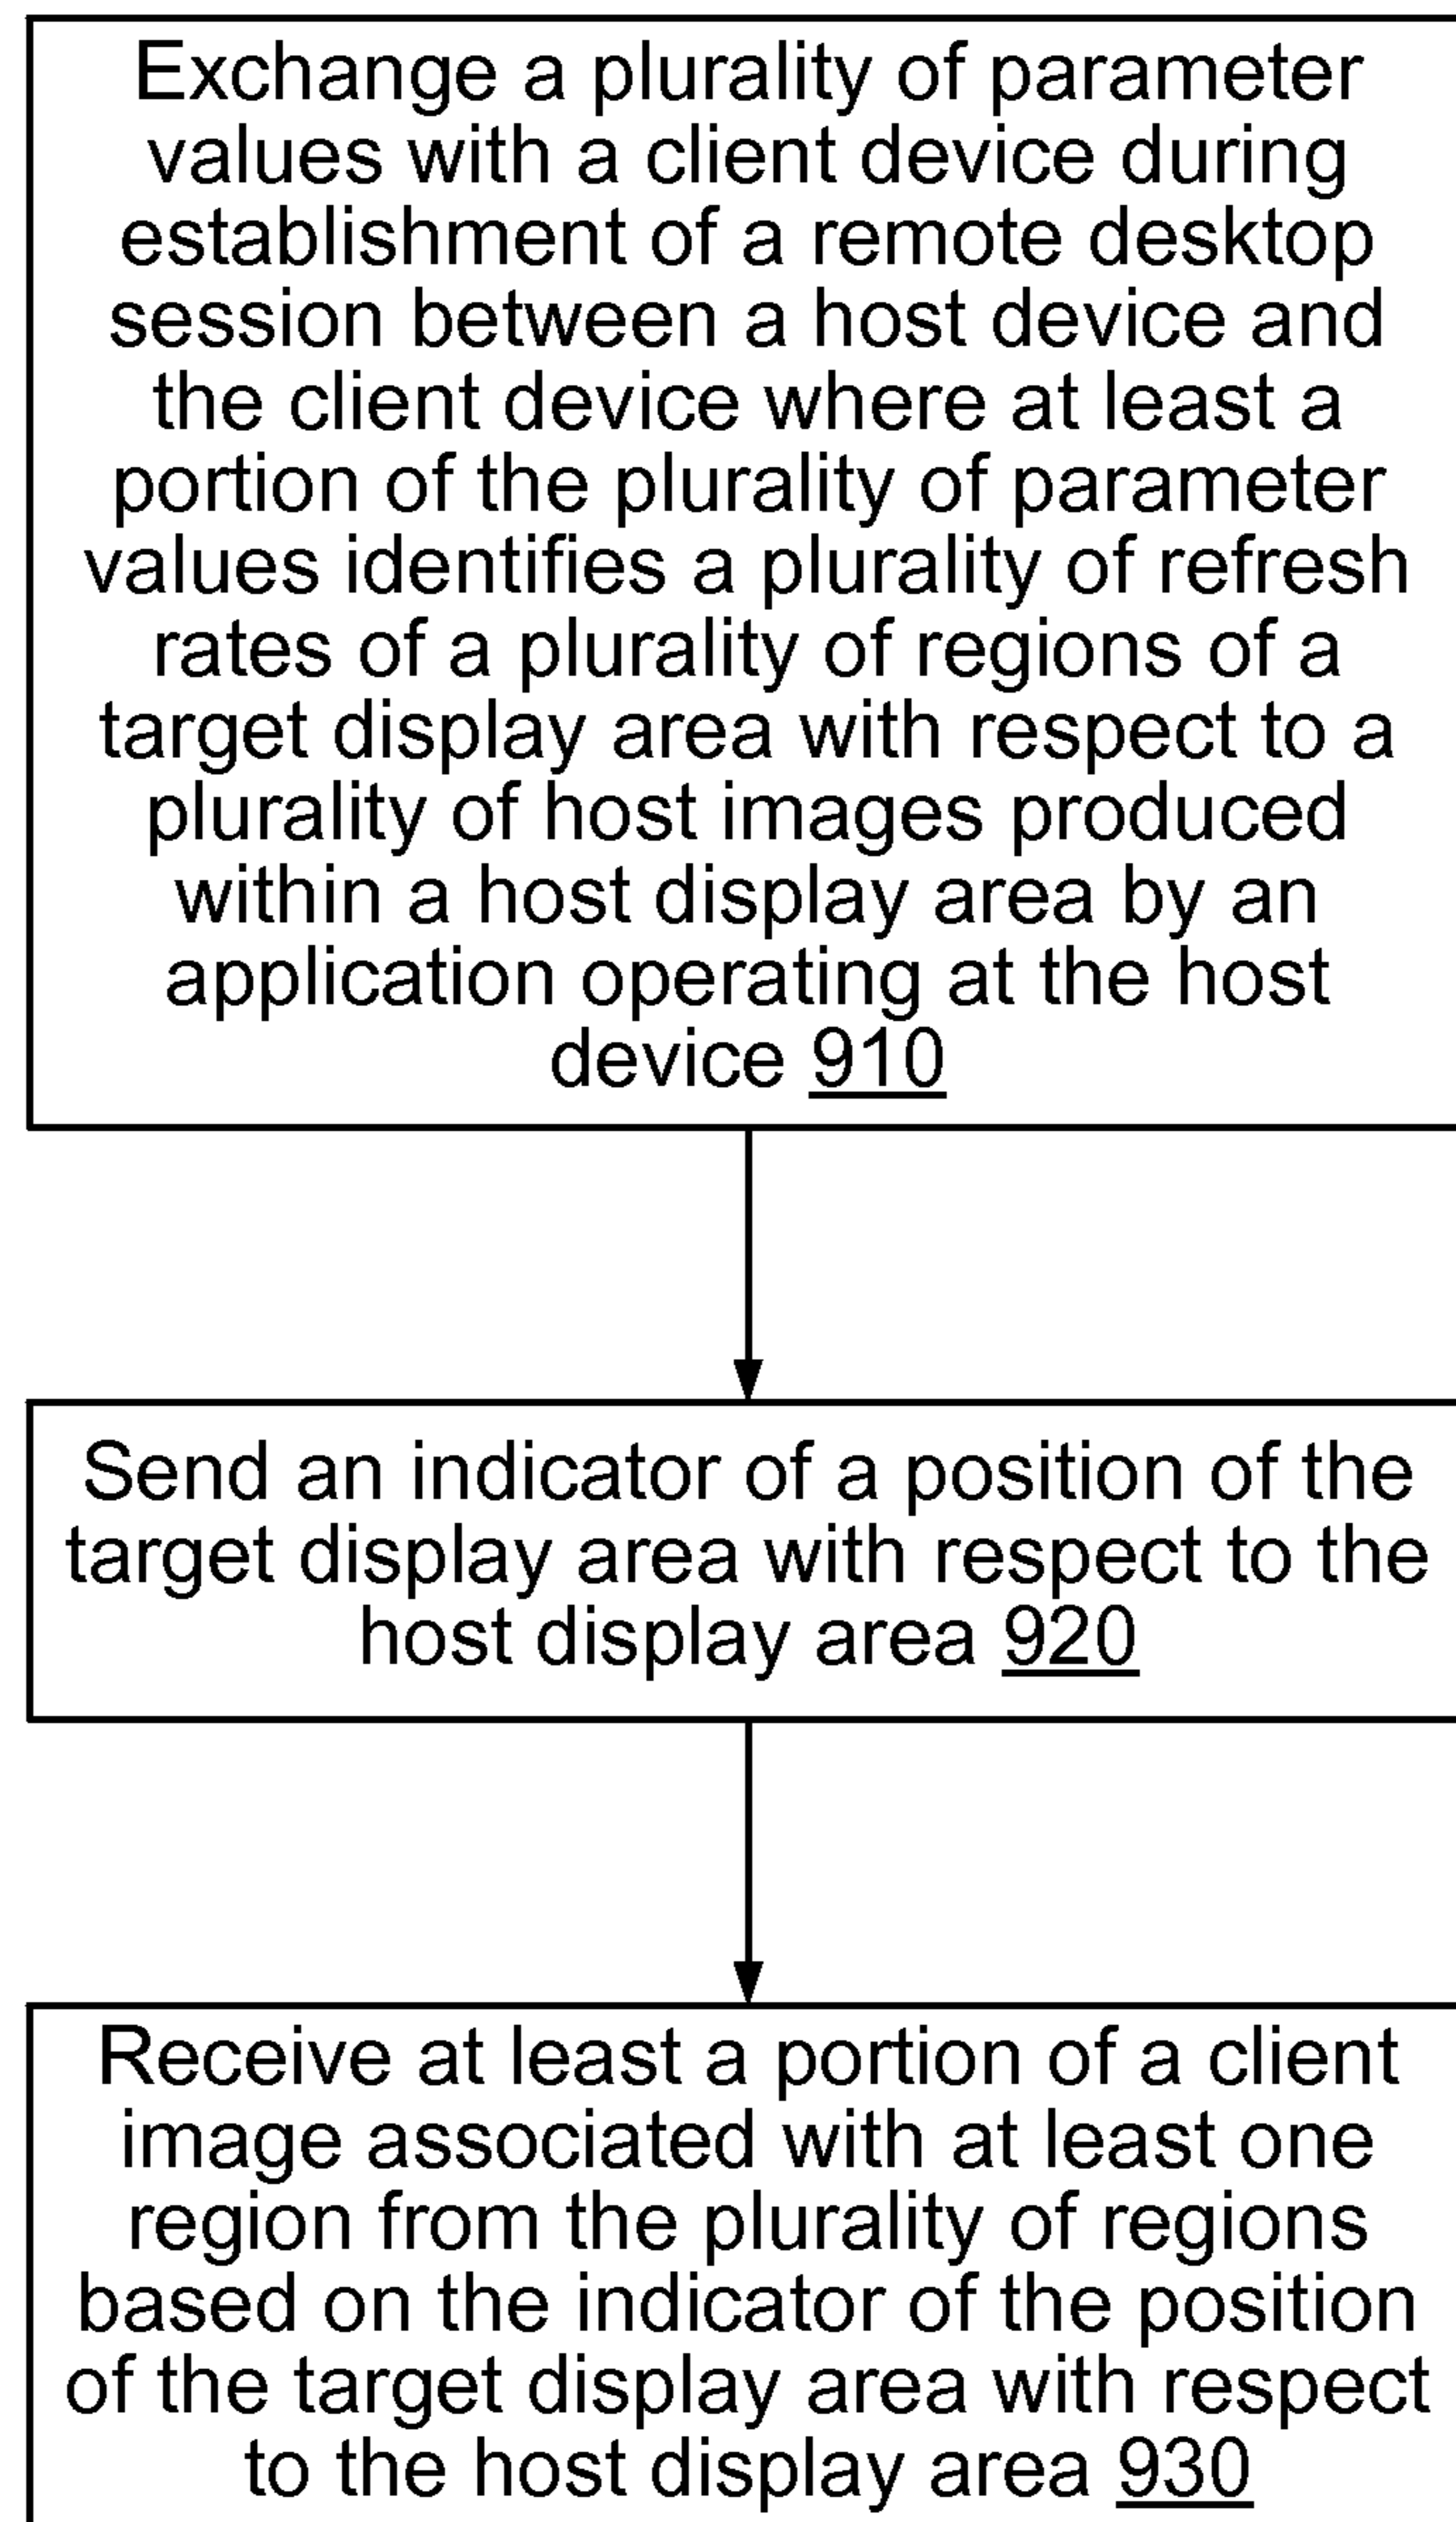 Exchange a plurality of parameter
values with a client device during
establishment of a remote desktop
session between a host device and
the client device where at least a
portion of the plurality of parameter
values identifies a plurality of refresh
rates of a plurality of regions of a
target display area with respect to a
plurality of host images produced
within a host display area by an
application operating at the host
device 910
Send an indicator of a position of the
target display area with respect to the
host display area 920
Receive at least a portion of a client
image associated with at least one
region from the plurality of regions
based on the indicator of the position
of the target display area with respect
to the host display area 930